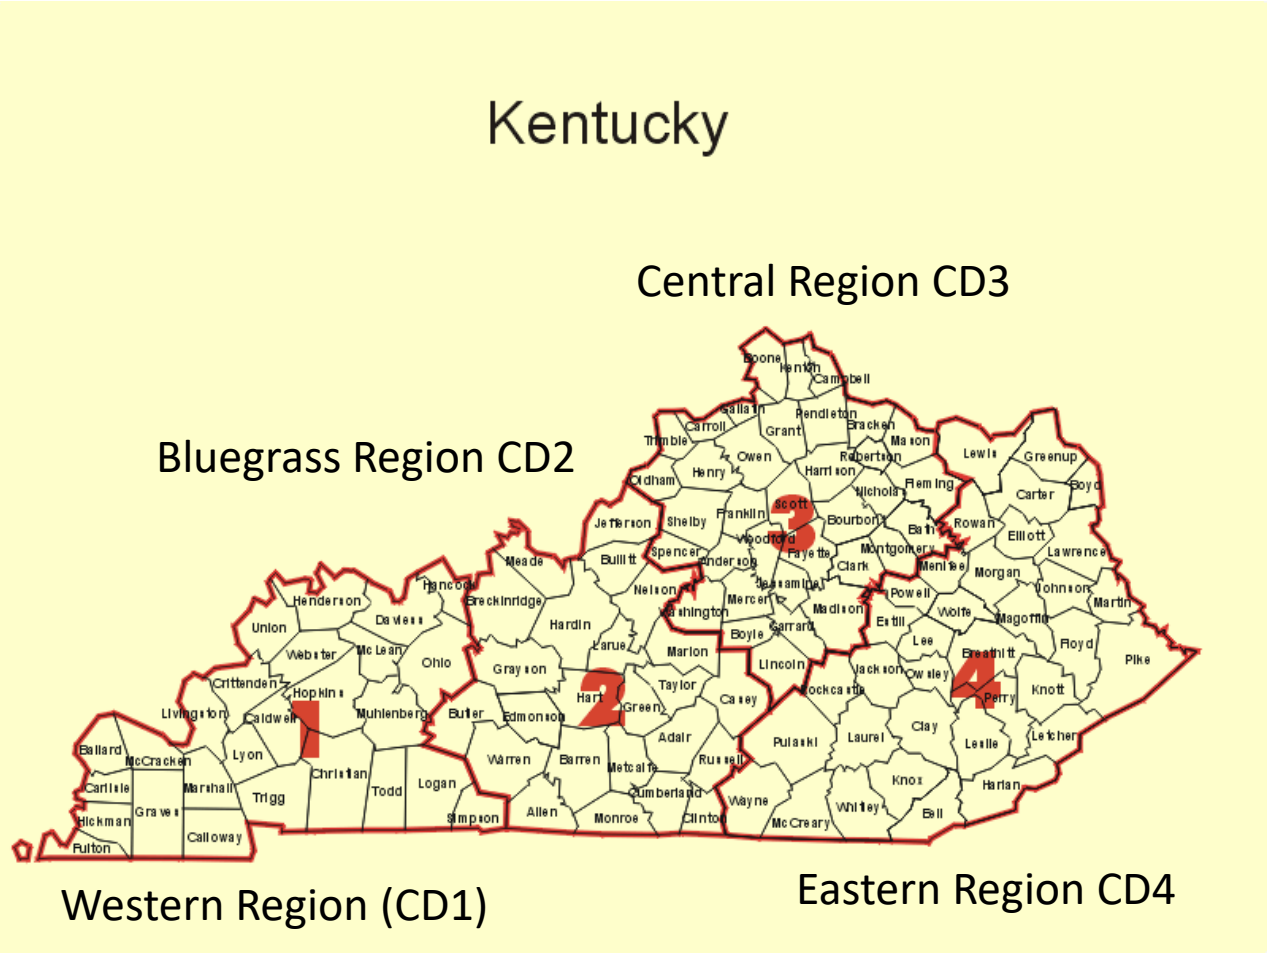 Kentucky
Central Region CD3
Bluegrass Region CD2
Western Region (CD1)
Eastern Region CD4
1
2
3
4
Boone
Kenton
Campbell
Gallatin
Pendleton
Carroll
Grant
Bracken
Trimble
Mason
Owen
Robertson
Lewis
Greenup
Henry
Harrison
Oldham
Fleming
Boyd
Nicholas
Carter
Scott
Franklin
Shelby
Jefferson
Bourbon
Rowan
Bath
Elliott
Woodford
Fayette
Spencer
Montgomery
Lawrence
Bullitt
Anderson
Clark
Menifee
Meade
Morgan
Hancock
Nelson
Jessamine
Johnson
Powell
Breckinridge
Mercer
Martin
Henderson
Washington
Madison
Wolfe
Magoffin
Daviess
Hardin
Garrard
Estill
Union
Boyle
Lee
Floyd
Larue
Marion
Breathitt
Webster
McLean
Ohio
Lincoln
Pike
Grayson
Jackson
Owsley
Crittenden
Taylor
Rockcastle
Knott
Hopkins
Hart
Casey
Perry
Livingston
Caldwell
Muhlenberg
Butler
Edmonson
Green
Clay
Adair
Pulaski
Laurel
Leslie
Letcher
Ballard
McCracken
Lyon
Warren
Barren
Metcalfe
Russell
Christian
Knox
Harlan
Carlisle
Marshall
Trigg
Todd
Logan
Cumberland
Wayne
Whitley
Graves
Hickman
Simpson
Allen
Monroe
Clinton
McCreary
Bell
Calloway
Fulton